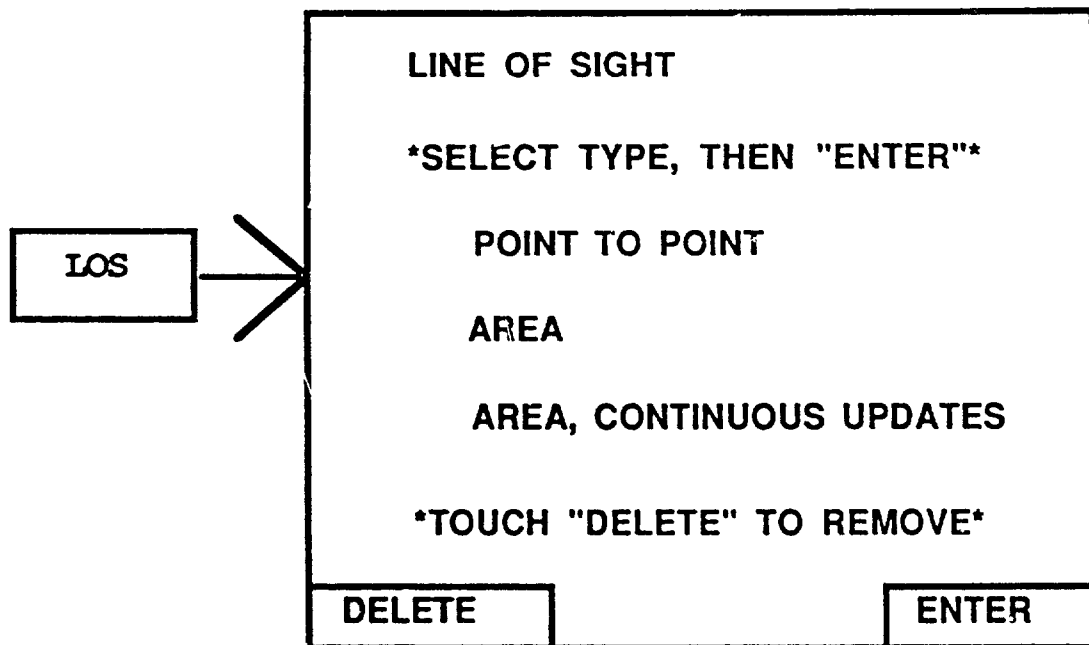 LINE OF SIGHT
*SELECT TYPE, THEN "ENTER"*
POINT TO POINT
LOS
AREA
AREA, CONTINUOUS UPDATES
*TOUCH "DELETE" TO REMOVE*
DELETE
ENTER